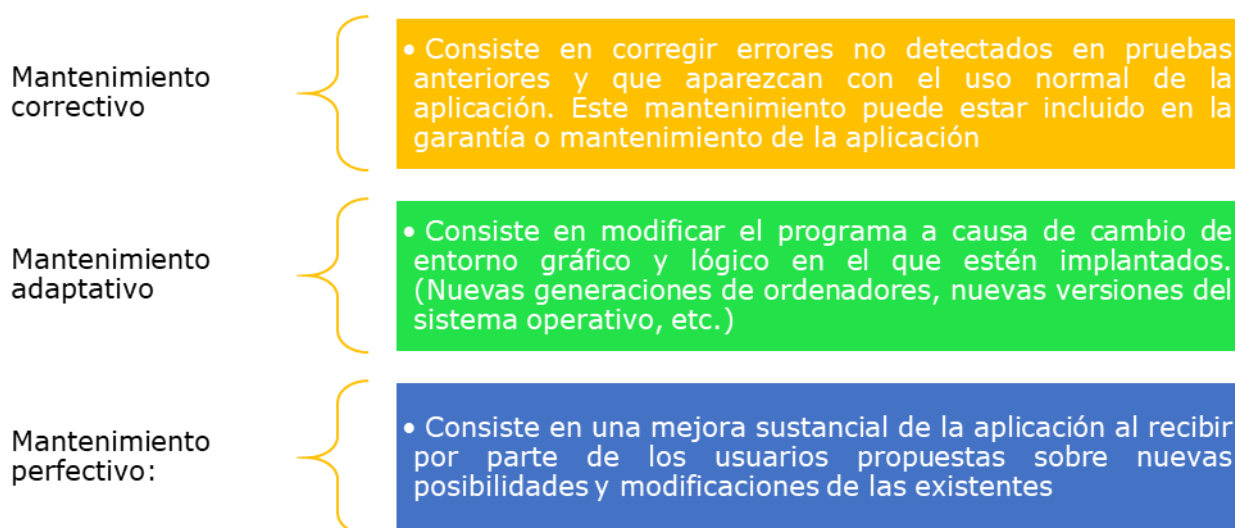 Mantenimiento
correctivo
• Consiste en corregir errores no detectados en pruebas
anteriores y que aparezcan con el uso normal de la
aplicación. Este mantenimiento puede estar incluido en la
garantía o mantenimiento de la aplicación
Mantenimiento
adaptativo
• Consiste en modificar el programa a causa de cambio de
entorno gráfico y lógico en el que estén implantados.
(Nuevas generaciones de ordenadores, nuevas versiones del
sistema operativo, etc.)
Mantenimiento
perfectivo:
• Consiste en una mejora sustancial de la aplicación al recibir
por parte de los usuarios propuestas sobre nuevas
posibilidades y modificaciones de las existentes